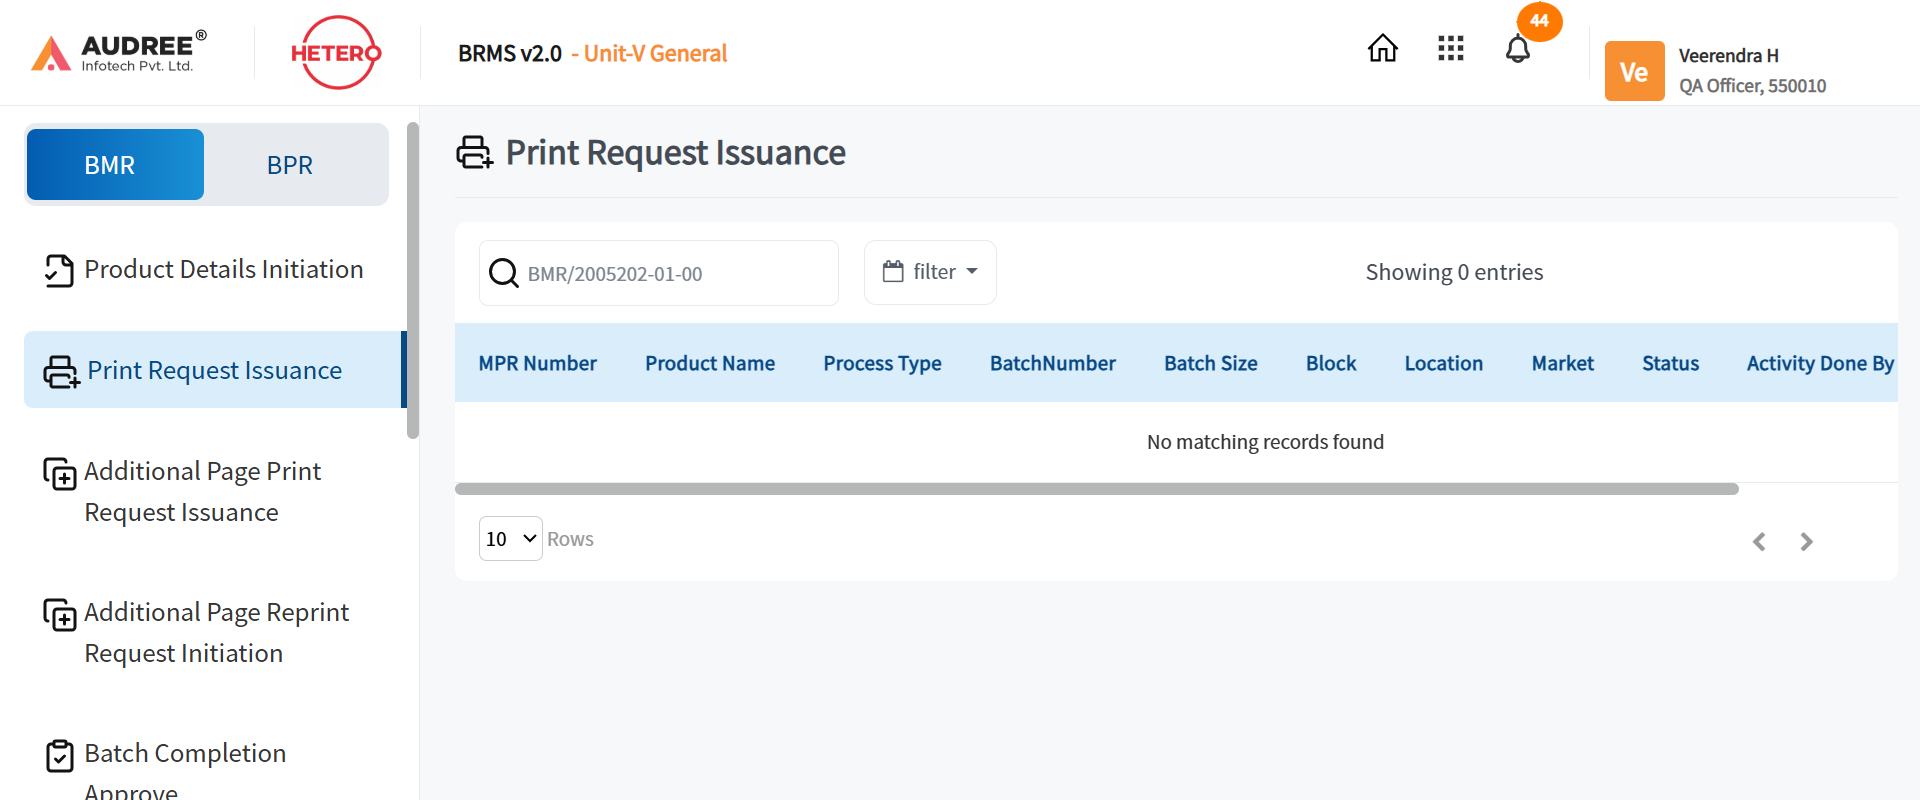 AUDREE®
Infotech Pvt. Ltd.
HETERO
BRMS v2.0 - Unit-V General
44
Ve
Veerendra H
QA Officer, 550010
BMR
BPR
Product Details Initiation
Print Request Issuance
Additional Page Print
Request Issuance
Additional Page Reprint
Request Initiation
Batch Completion
Approve
Print Request Issuance
BMR/2005202-01-00
filter
Showing 0 entries
MPR Number Product Name Process Type BatchNumber Batch Size Block Location Market Status Activity Done By
No matching records found
10 Rows